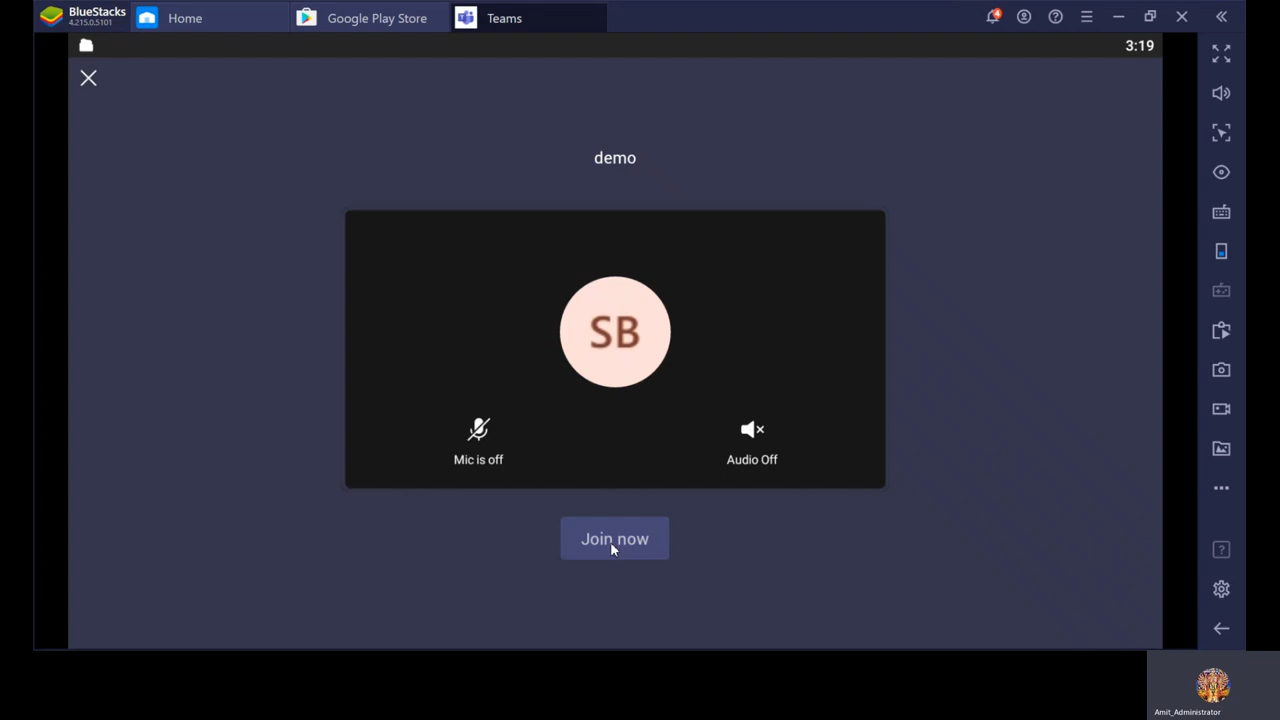 BlueStacks
4.215.0.5101
Home
Google Play Store
Teams
4
3:19
demo
SB
Mic is off
Audio Off
Join now
Amit_Administrator